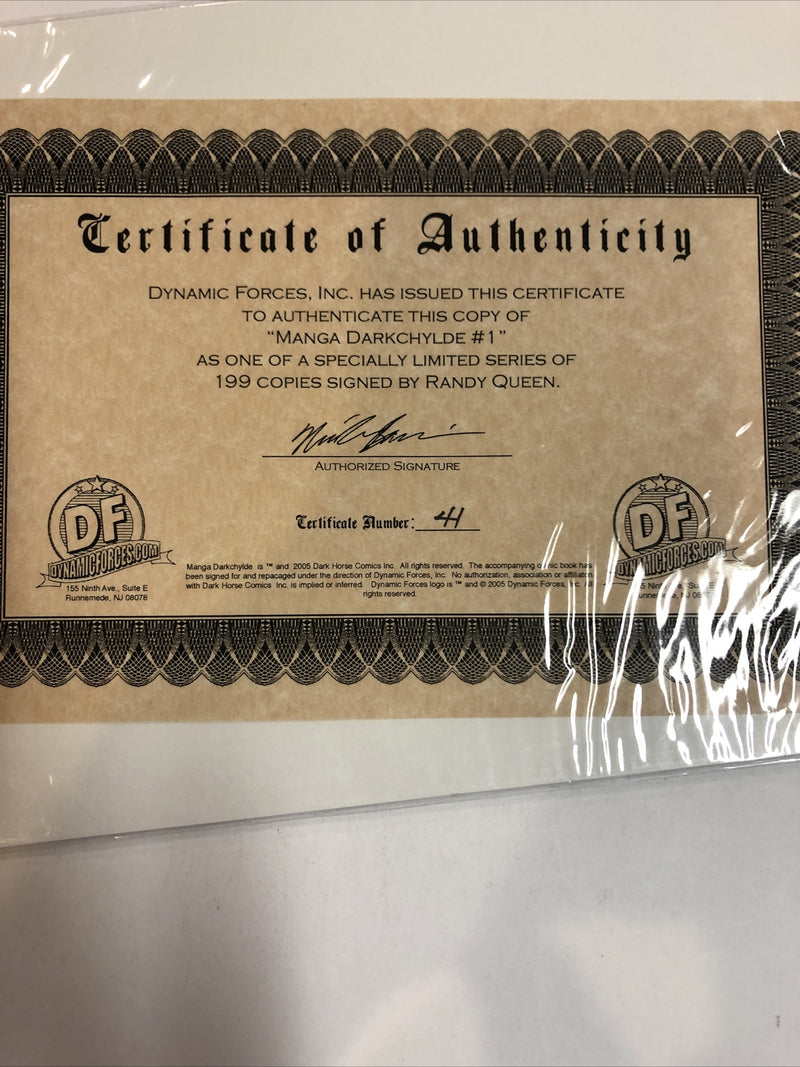 Certificate of Authenticity
DYNAMIC FORCES, INC. HAS ISSUED THIS CERTIFICATE
TO AUTHENTICATE THIS COPY OF
“MANGA DARKCHYLDE #1”
AS ONE OF A SPECIALLY LIMITED SERIES OF
199 COPIES SIGNED BY RANDY QUEEN.
AUTHORIZED SIGNATURE
Certificate Number: 41
DF
DYNAMICFORCES.COM
155 Ninth Ave., Suite E
Runnemede, NJ 08078
Manga Darkchylde is ™ and 2005 Dark Horse Comics Inc. All rights reserved. The accompanying book has
been signed for and repacaged under the direction of Dynamic Forces, Inc. No authorization, association or
with Dark Horse Comics Inc. is implied or inferred. Dynamic Forces logo is ™ and © 2005 Dynamic Forces, All
rights reserved.
DF